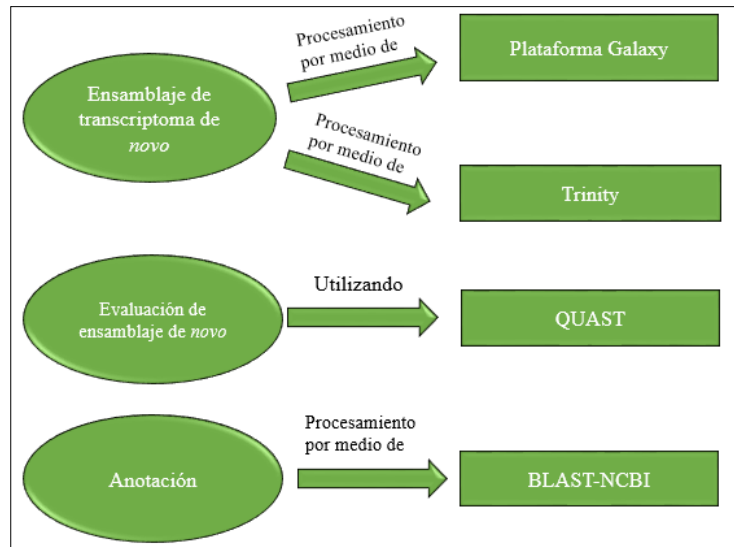 Ensamblaje de
transcriptoma de
novo
Procesamiento
por medio de
Plataforma Galaxy
Procesamiento
por medio de
Trinity
Evaluación de
ensamblaje de novo
Utilizando
QUAST
Anotación
Procesamiento
por medio de
BLAST-NCBI